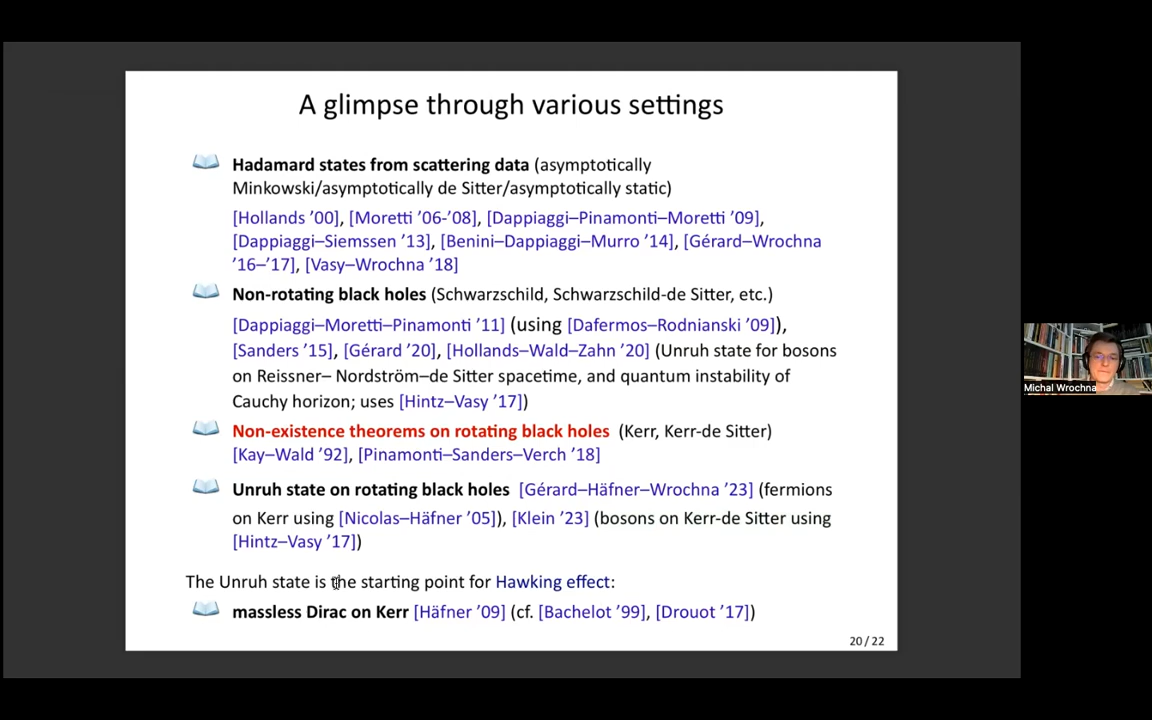 A glimpse through various settings
Hadamard states from scattering data (asymptotically
Minkowski/asymptotically de Sitter/asymptotically static)
[Hollands ’00], [Moretti ’06-’08], [Dappiaggi–Pinamonti–Moretti ’09],
[Dappiaggi–Siemssen ’13], [Benini–Dappiaggi–Murro ’14], [Gérard–Wrochna
’16–’17], [Vasy–Wrochna ’18]
Non-rotating black holes (Schwarzschild, Schwarzschild-de Sitter, etc.)
[Dappiaggi–Moretti–Pinamonti ’11] (using [Dafermos–Rodnianski ’09]),
[Sanders ’15], [Gérard ’20], [Hollands–Wald–Zahn ’20] (Unruh state for bosons
on Reissner– Nordström–de Sitter spacetime, and quantum instability of
Cauchy horizon; uses [Hintz–Vasy ’17])
Non-existence theorems on rotating black holes (Kerr, Kerr-de Sitter)
[Kay–Wald ’92], [Pinamonti–Sanders–Verch ’18]
Unruh state on rotating black holes [Gérard–Häfner–Wrochna ’23] (fermions
on Kerr using [Nicolas–Häfner ’05]), [Klein ’23] (bosons on Kerr-de Sitter using
[Hintz–Vasy ’17])
The Unruh state is the starting point for Hawking effect:
massless Dirac on Kerr [Häfner ’09] (cf. [Bachelot ’99], [Drouot ’17])
20 / 22
Michal Wrochna